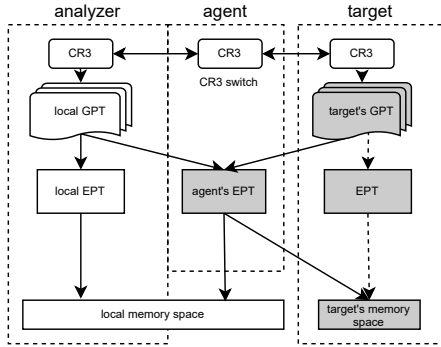 analyzer
agent
target
CR3
CR3
CR3
CR3 switch
local GPT
target's GPT
local EPT
agent's EPT
EPT
local memory space
target's memory
space